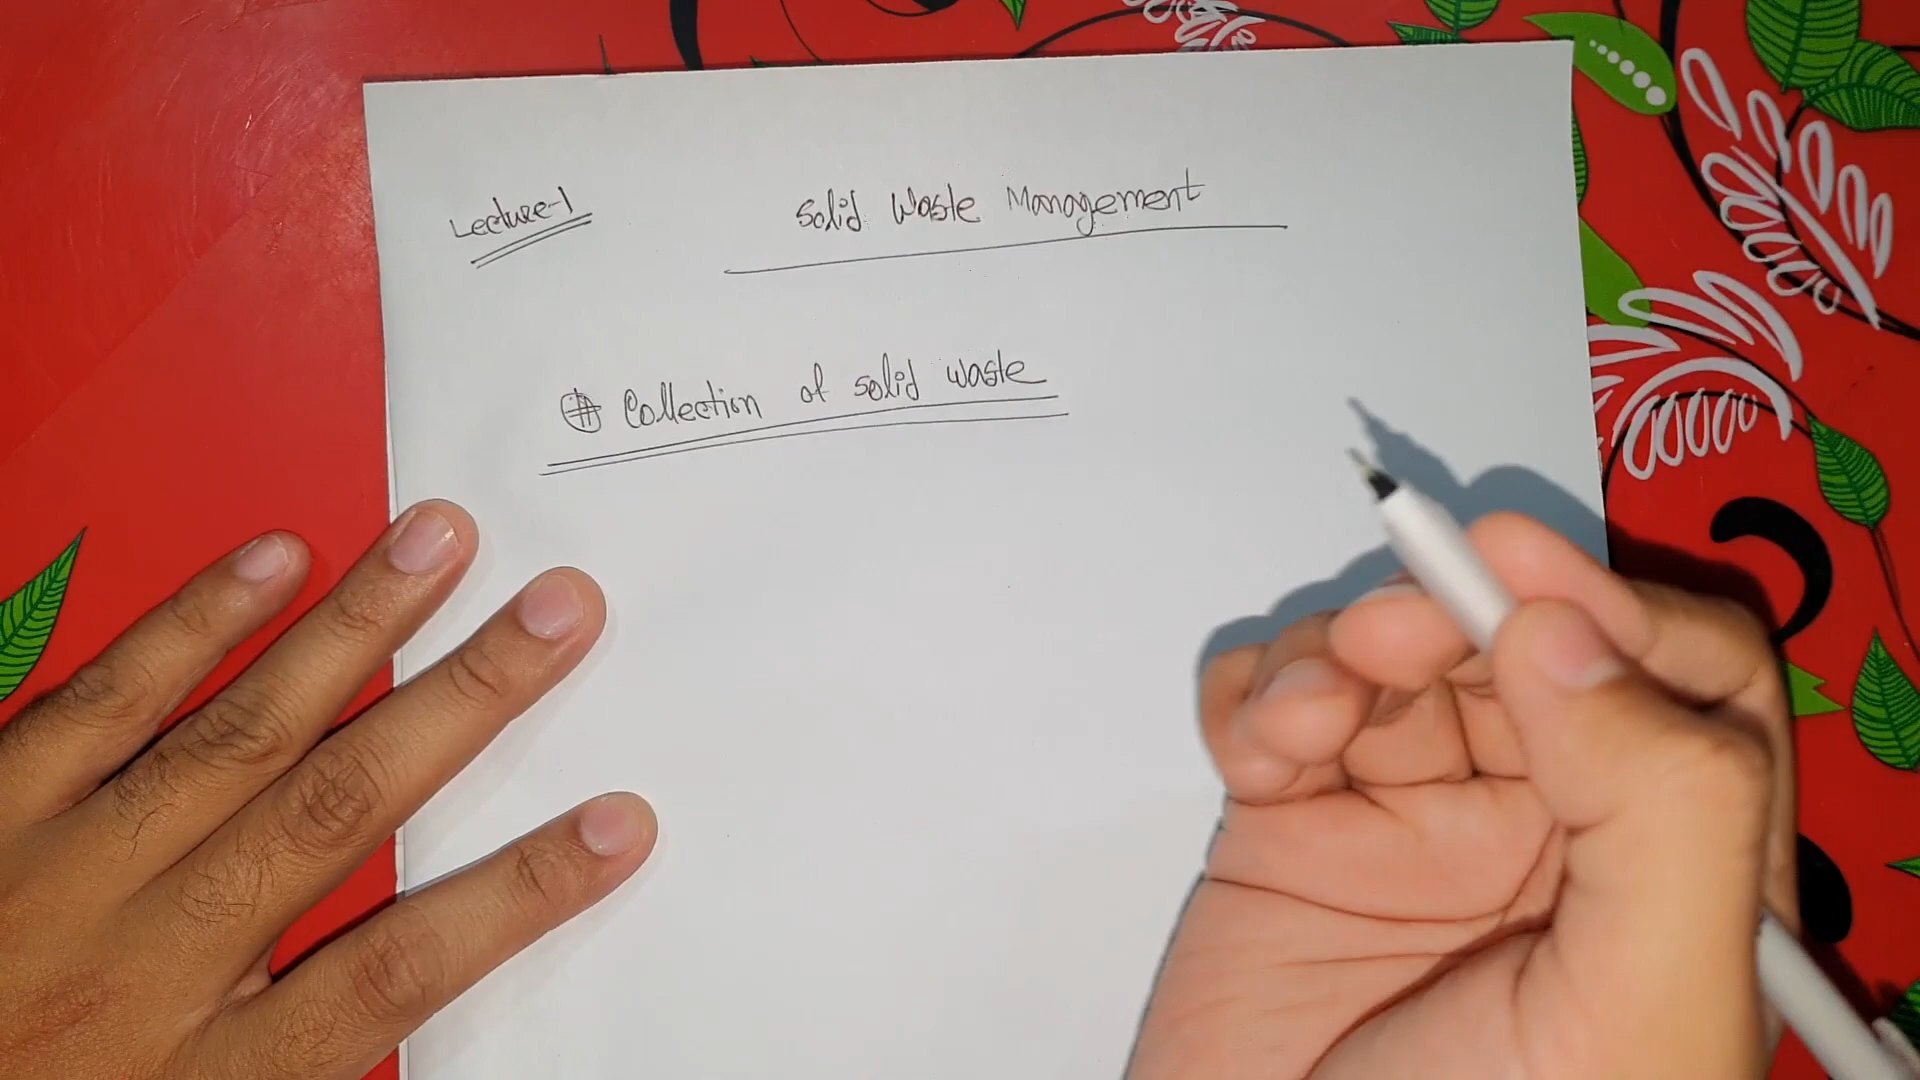 Lecture-1
Solid Waste Management
# Collection of solid waste